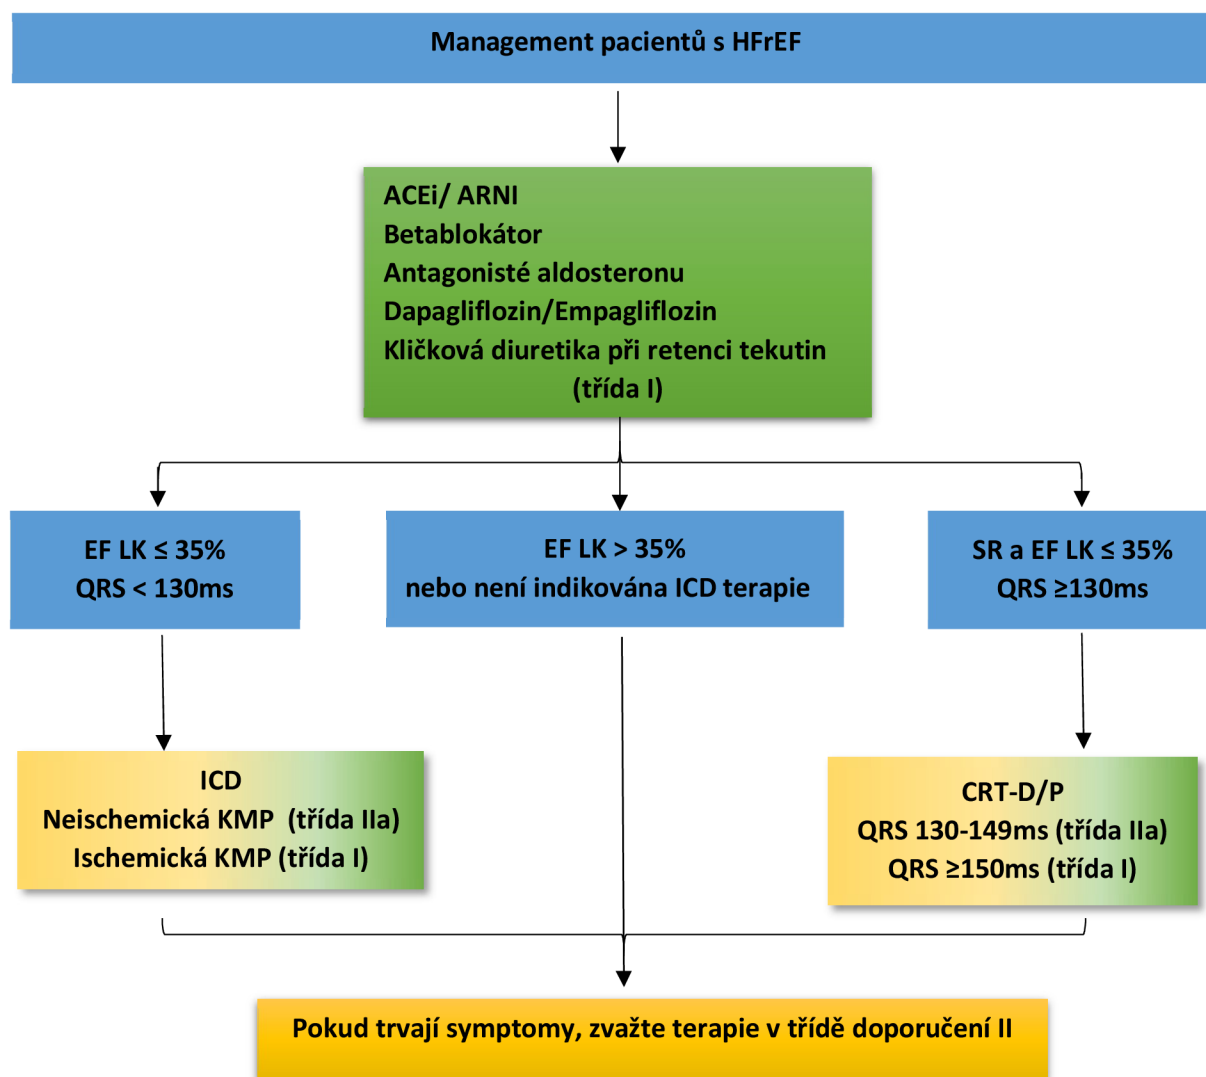 Management pacientů s HFrEF
ACEi/ ARNI
Betablokátor
Antagonisté aldosteronu
Dapagliflozin/Empagliflozin
Kličková diuretika při retenci tekutin
(třída I)
EF LK ≤ 35%
QRS < 130ms
EF LK > 35%
nebo není indikována ICD terapie
SR a EF LK ≤ 35%
QRS ≥130ms
ICD
Neischemická KMP (třída IIa)
Ischemická KMP (třída I)
CRT-D/P
QRS 130-149ms (třída IIa)
QRS ≥150ms (třída I)
Pokud trvají symptomy, zvažte terapie v třídě doporučení II